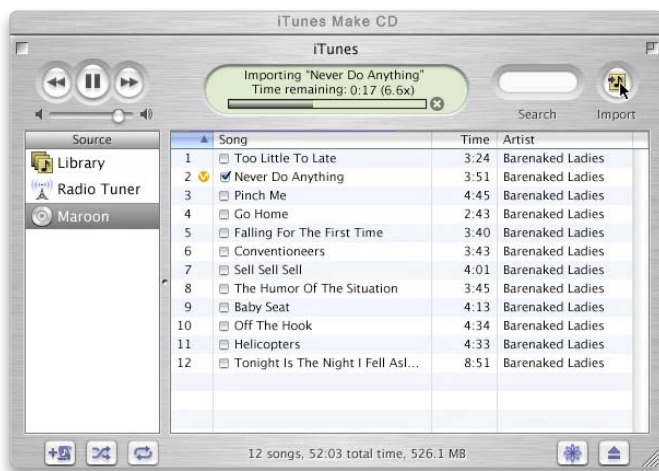 iTunes Make CD
iTunes
Importing "Never Do Anything"
Time remaining: 0:17 (6.6x)
Search
Import
Source
Library
Radio Tuner
Maroon
Song Time Artist
1 Too Little To Late 3:24 Barenaked Ladies
2 Never Do Anything 3:51 Barenaked Ladies
3 Pinch Me 4:45 Barenaked Ladies
4 Go Home 2:43 Barenaked Ladies
5 Falling For The First Time 3:40 Barenaked Ladies
6 Conventioneers 3:43 Barenaked Ladies
7 Sell Sell Sell 4:01 Barenaked Ladies
8 The Humor Of The Situation 3:45 Barenaked Ladies
9 Baby Seat 4:13 Barenaked Ladies
10 Off The Hook 4:34 Barenaked Ladies
11 Helicopters 4:33 Barenaked Ladies
12 Tonight Is The Night I Fell Asl... 8:51 Barenaked Ladies
12 songs, 52:03 total time, 526.1 MB